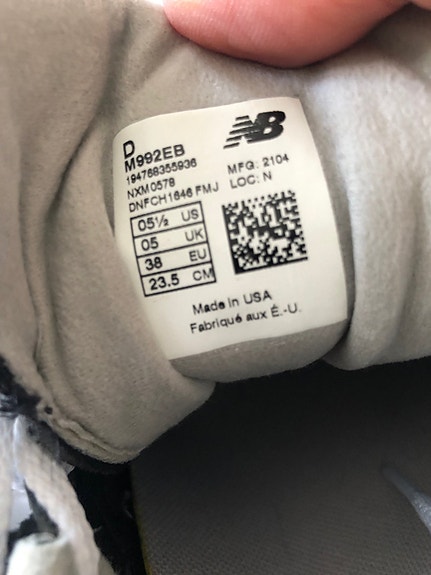 NB
D
M992EB
194768355936
NXM0578
DNFCH1646 FMJ
MFG: 2104
LOC: N
05½ US
05 UK
38 EU
23.5 CM
Made in USA
Fabriqué aux É.-U.